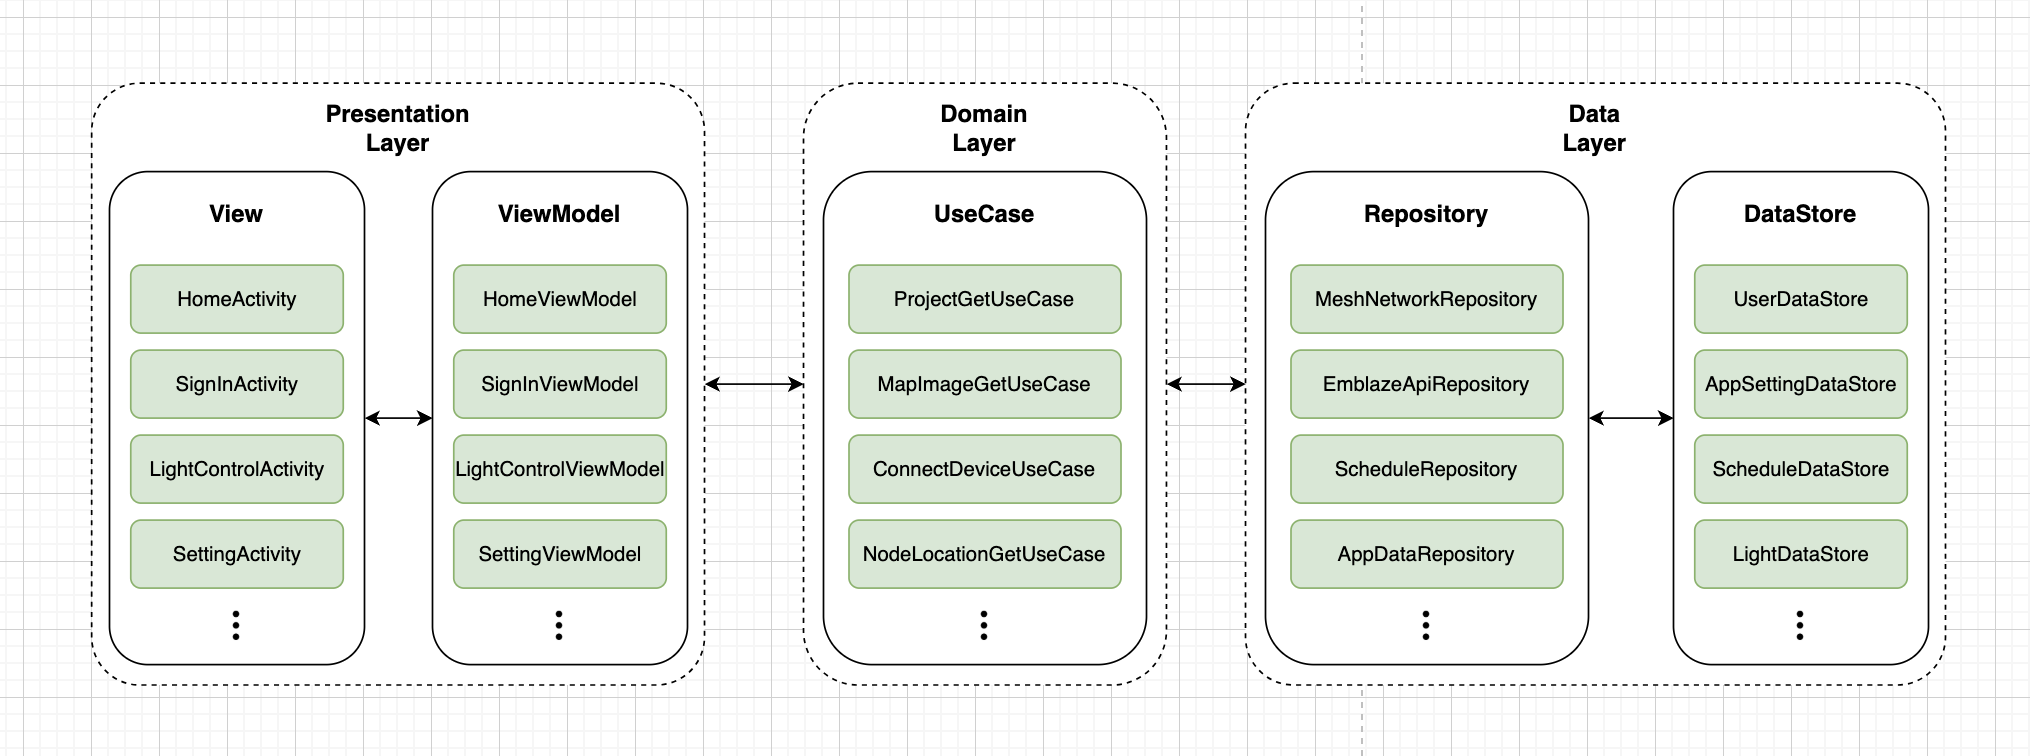 Presentation
Layer
View
HomeActivity
SignInActivity
LightControlActivity
SettingActivity
ViewModel
HomeViewModel
SignInViewModel
LightControlViewModel
SettingViewModel
Domain
Layer
UseCase
ProjectGetUseCase
MapImageGetUseCase
ConnectDeviceUseCase
NodeLocationGetUseCase
Data
Layer
Repository
MeshNetworkRepository
EmblazeApiRepository
ScheduleRepository
AppDataRepository
DataStore
UserDataStore
AppSettingDataStore
ScheduleDataStore
LightDataStore